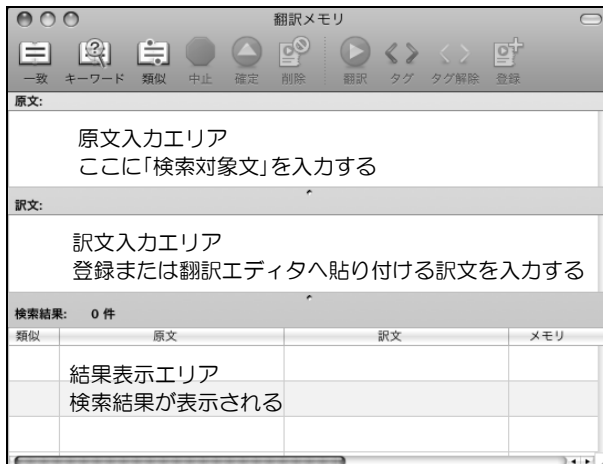 翻訳メモリ
一致 キーワード 類似 中止 確定 削除 翻訳 タグ タグ解除 登録
原文:
原文入力エリア
ここに「検索対象文」を入力する
訳文:
訳文入力エリア
登録または翻訳エディタへ貼り付ける訳文を入力する
検索結果: 0 件
類似 原文 訳文 メモリ
結果表示エリア
検索結果が表示される